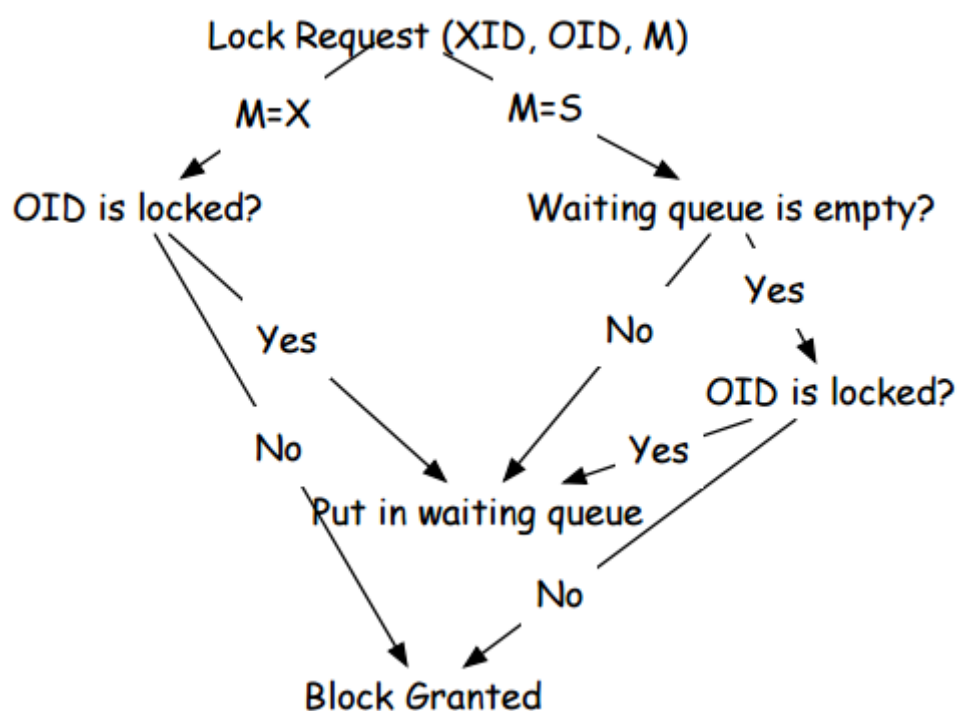 Lock Request (XID, OID, M)
M=X
M=S
OID is locked?
Waiting queue is empty?
Yes
Yes
No
OID is locked?
No
Yes
Put in waiting queue
No
Block Granted